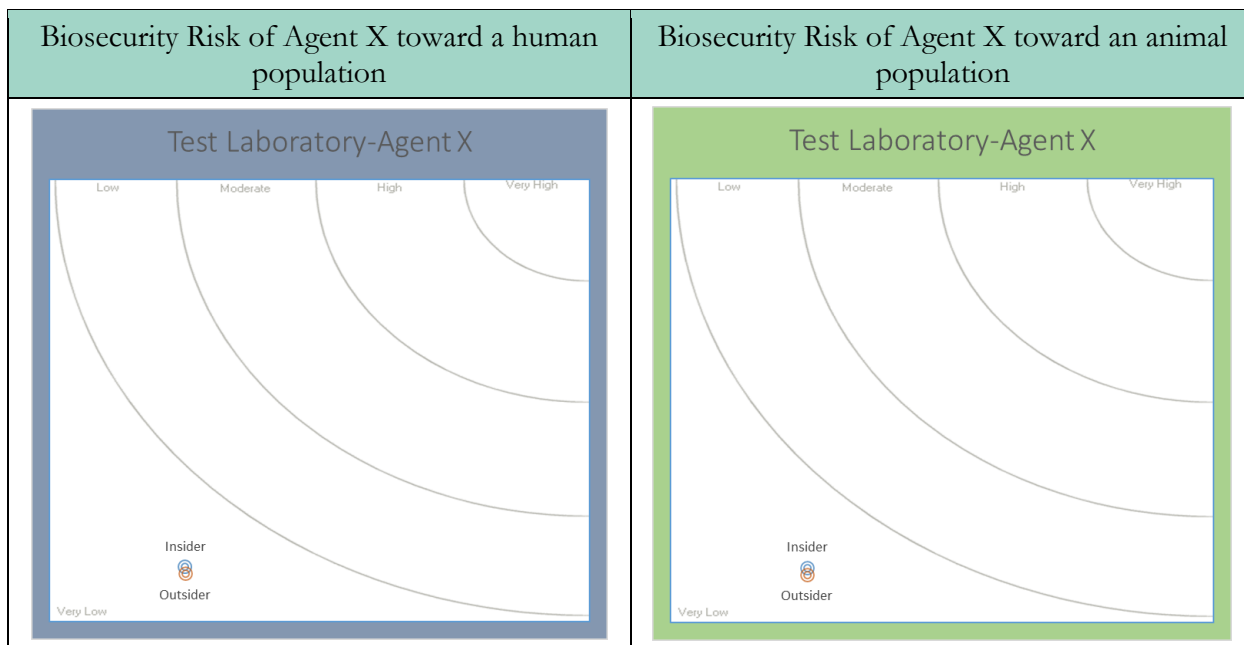 Biosecurity Risk of Agent X toward a human
population
Biosecurity Risk of Agent X toward an animal
population
Test Laboratory-Agent X
Low
Moderate
High
Very High
Insider
Outsider
Very Low
Test Laboratory-Agent X
Low
Moderate
High
Very High
Insider
Outsider
Very Low